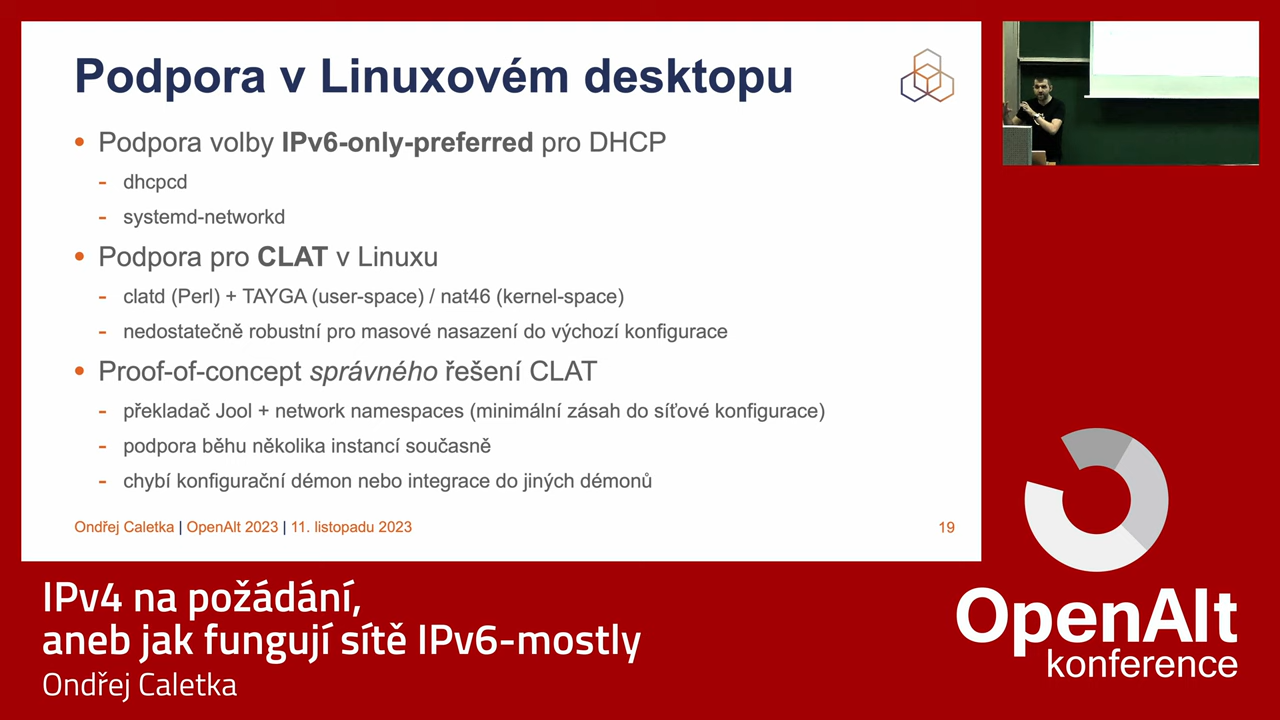 Podpora v Linuxovém desktopu
• Podpora volby IPv6-only-preferred pro DHCP
- dhcpcd
- systemd-networkd
• Podpora pro CLAT v Linuxu
- clatd (Perl) + TAYGA (user-space) / nat46 (kernel-space)
- nedostatečně robustní pro masové nasazení do výchozí konfigurace
• Proof-of-concept správného řešení CLAT
- překladač Jool + network namespaces (minimální zásah do síťové konfigurace)
- podpora běhu několika instancí současně
- chybí konfigurační démon nebo integrace do jiných démonů
Ondřej Caletka | OpenAlt 2023 | 11. listopadu 2023
19
IPv4 na požádání,
aneb jak fungují sítě IPv6-mostly
Ondřej Caletka
OpenAlt
konference